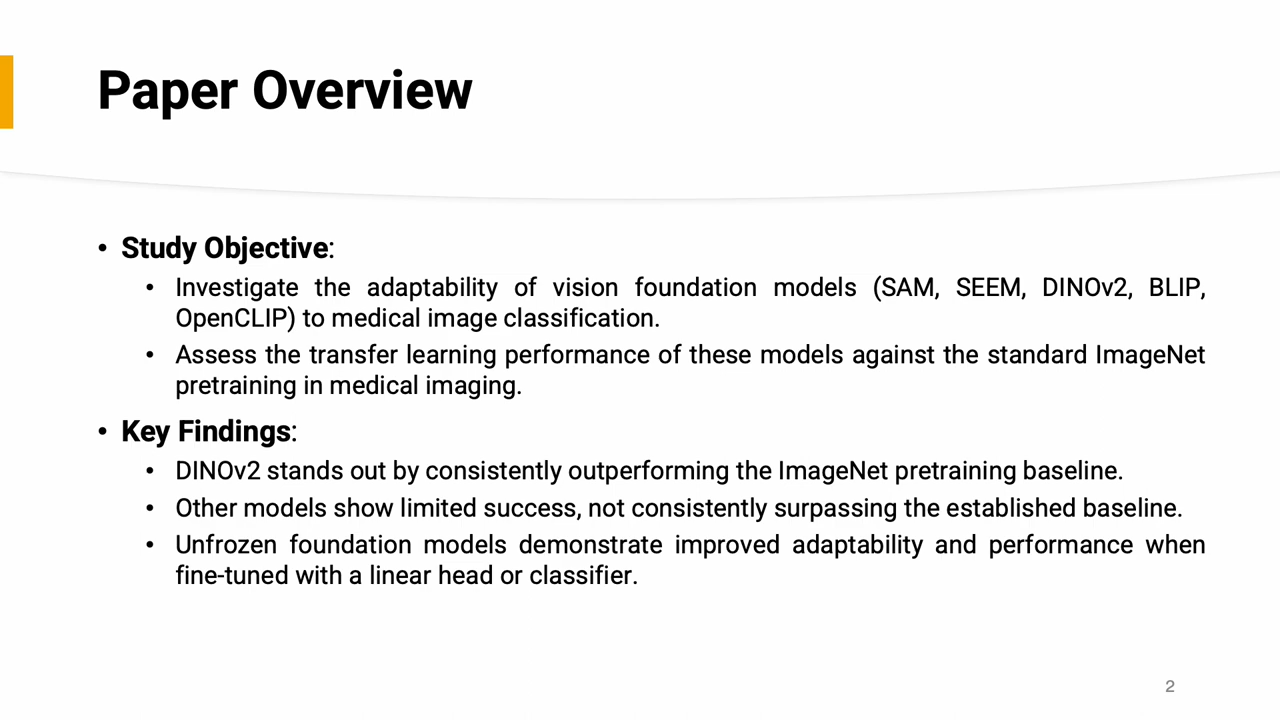 Paper Overview
• Study Objective:
• Investigate the adaptability of vision foundation models (SAM, SEEM, DINOv2, BLIP,
OpenCLIP) to medical image classification.
• Assess the transfer learning performance of these models against the standard ImageNet
pretraining in medical imaging.
• Key Findings:
• DINOv2 stands out by consistently outperforming the ImageNet pretraining baseline.
• Other models show limited success, not consistently surpassing the established baseline.
• Unfrozen foundation models demonstrate improved adaptability and performance when
fine-tuned with a linear head or classifier.
2